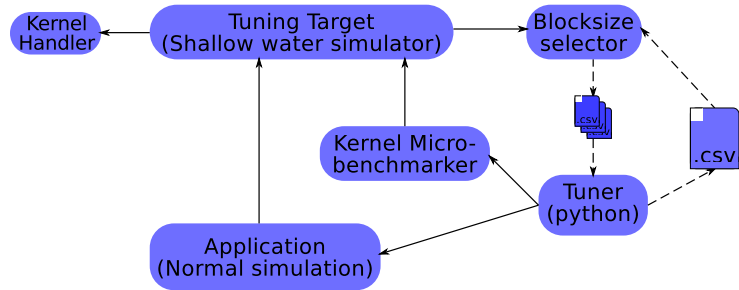 Kernel
Handler
Tuning Target
(Shallow water simulator)
Blocksize
selector
.csv
.csv
.csv
Kernel Micro-
benchmarker
Tuner
(python)
Application
(Normal simulation)